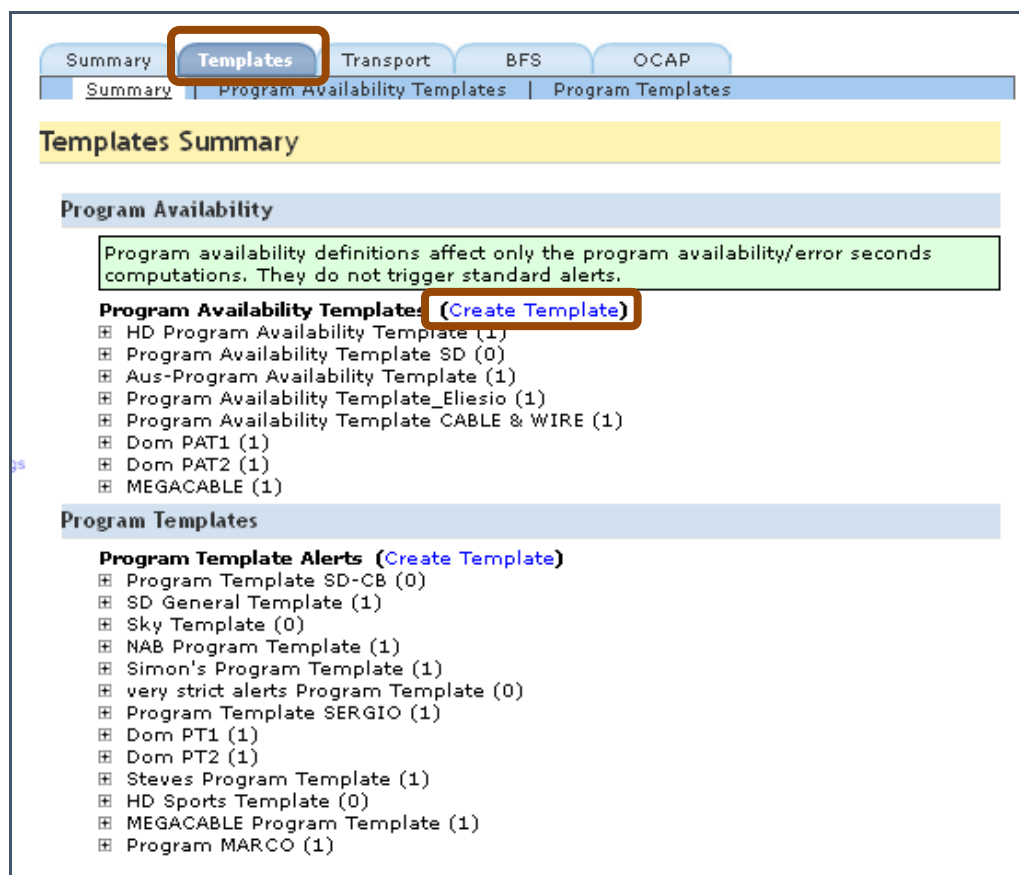 Summary Templates Transport BFS OCAP
Summary | Program Availability Templates | Program Templates
Templates Summary
Program Availability
Program availability definitions affect only the program availability/error seconds
computations. They do not trigger standard alerts.
Program Availability Templates (Create Template)
HD Program Availability Template (1)
Program Availability Template SD (0)
Aus-Program Availability Template (1)
Program Availability Template_Eliesio (1)
Program Availability Template CABLE & WIRE (1)
Dom PAT1 (1)
gs
Dom PAT2 (1)
MEGACABLE (1)
Program Templates
Program Template Alerts (Create Template)
Program Template SD-CB (0)
SD General Template (1)
Sky Template (0)
NAB Program Template (1)
Simon's Program Template (1)
very strict alerts Program Template (0)
Program Template SERGIO (1)
Dom PT1 (1)
Dom PT2 (1)
Steves Program Template (1)
HD Sports Template (0)
MEGACABLE Program Template (1)
Program MARCO (1)